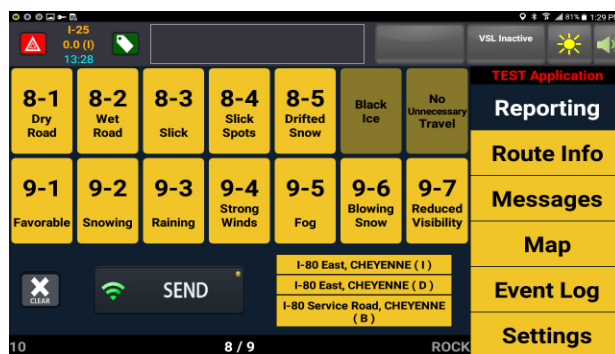 81% 1:29 PM
I-25
0.0 (I)
13:28
VSL Inactive
TEST Application
8-1
Dry
Road
8-2
Wet
Road
8-3
Slick
8-4
Slick
Spots
8-5
Drifted
Snow
Black
Ice
No
Unnecessary
Travel
9-1
Favorable
9-2
Snowing
9-3
Raining
9-4
Strong
Winds
9-5
Fog
9-6
Blowing
Snow
9-7
Reduced
Visibility
Reporting
Route Info
Messages
Map
Event Log
Settings
CLEAR
SEND
I-80 East, CHEYENNE ( I )
I-80 East, CHEYENNE ( D )
I-80 Service Road, CHEYENNE
( B )
10
8 / 9
ROCK